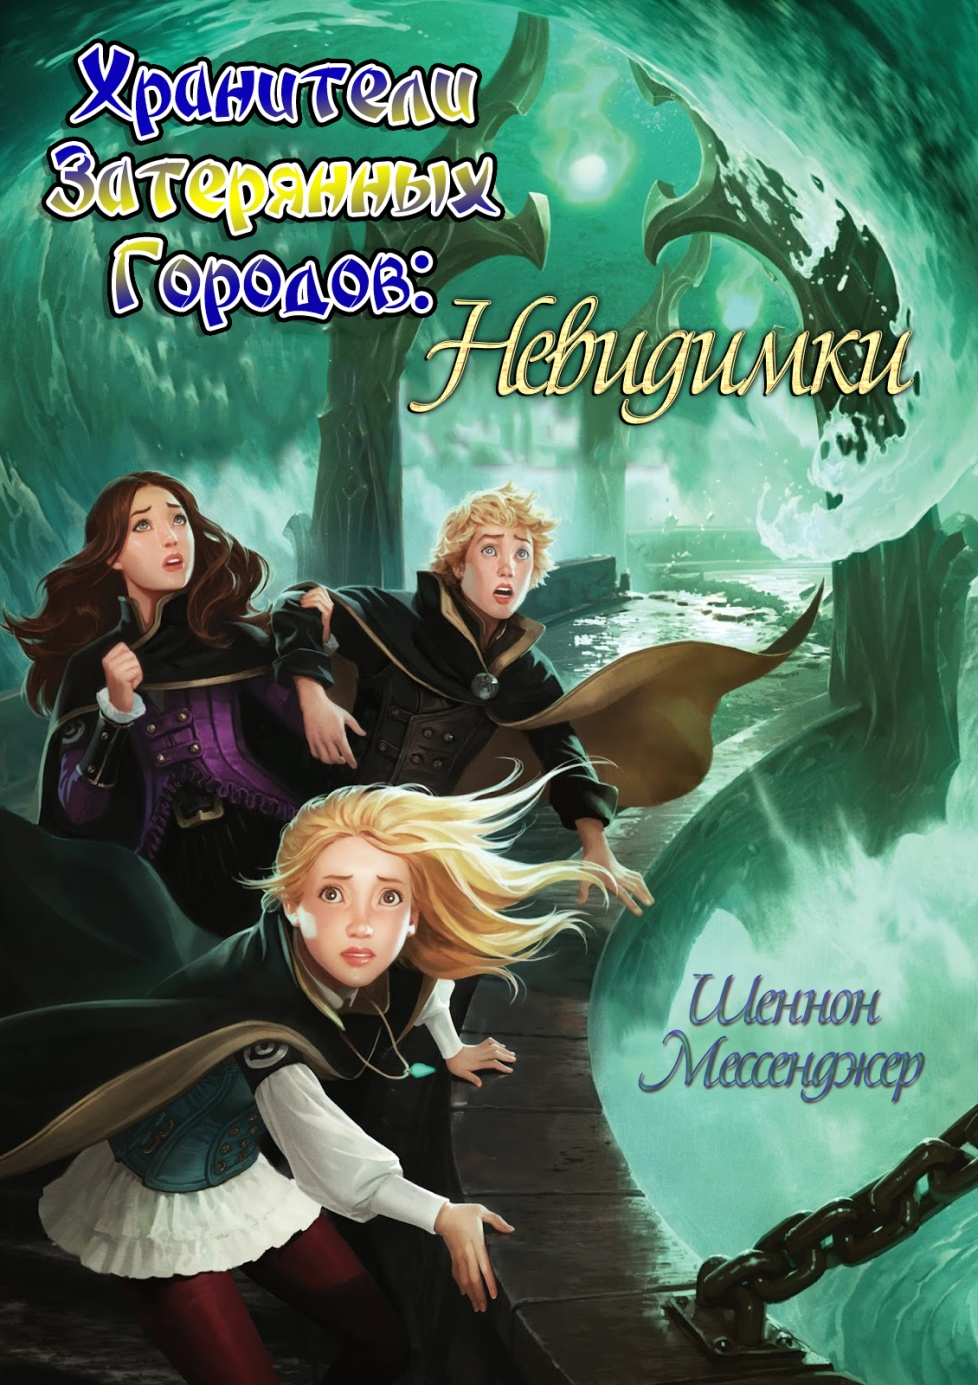 Хранители
Затерянных
Городов:
Невидимки
Шеннон
Мессенджер